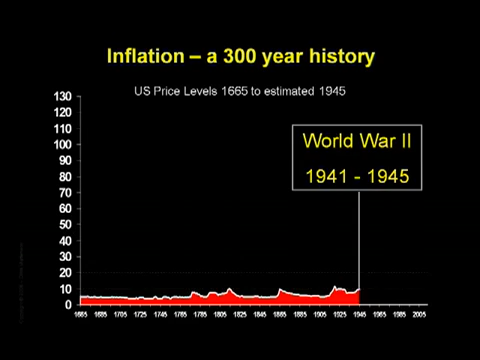 Inflation – a 300 year history
US Price Levels 1665 to estimated 1945
World War II
1941 - 1945
130
120
110
100
90
80
70
60
50
40
30
20
10
0
1665 1685 1705 1725 1745 1765 1785 1805 1825 1845 1865 1885 1905 1925 1945 1965 1985 2005